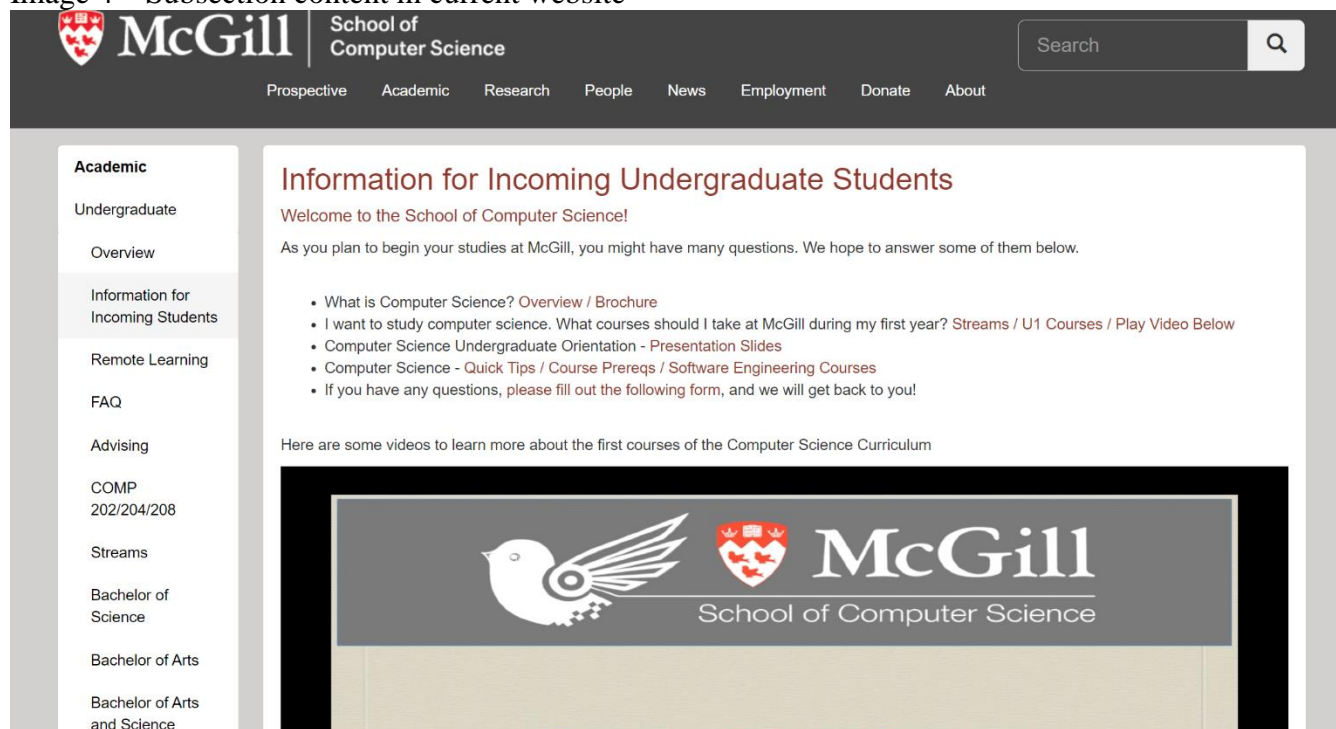 Image 4 - Subsection content in current website
McGill
School of
Computer Science
Search
Prospective Academic Research People News Employment Donate About
Academic
Undergraduate
Overview
Information for
Incoming Students
Remote Learning
FAQ
Advising
COMP
202/204/208
Streams
Bachelor of
Science
Bachelor of Arts
Bachelor of Arts
and Science
Information for Incoming Undergraduate Students
Welcome to the School of Computer Science!
As you plan to begin your studies at McGill, you might have many questions. We hope to answer some of them below.
• What is Computer Science? Overview / Brochure
• I want to study computer science. What courses should I take at McGill during my first year? Streams / U1 Courses / Play Video Below
• Computer Science Undergraduate Orientation - Presentation Slides
• Computer Science - Quick Tips / Course Prereqs / Software Engineering Courses
• If you have any questions, please fill out the following form, and we will get back to you!
Here are some videos to learn more about the first courses of the Computer Science Curriculum
McGill
School of Computer Science